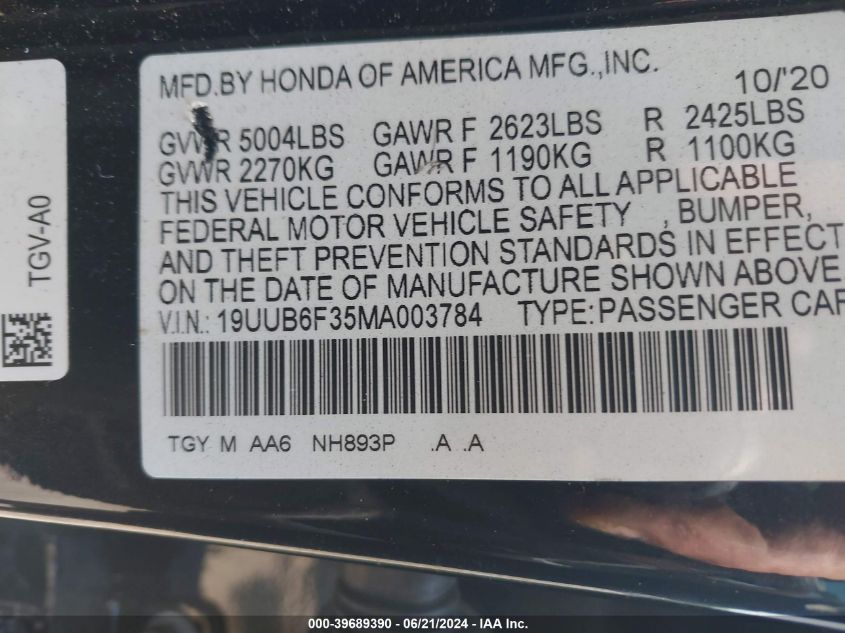 MFD.BY HONDA OF AMERICA MFG.,INC. 10/'20
GVWR 5004LBS GAWR F 2623LBS R 2425LBS
GVWR 2270KG GAWR F 1190KG R 1100KG
THIS VEHICLE CONFORMS TO ALL APPLICABLE
FEDERAL MOTOR VEHICLE SAFETY , BUMPER,
AND THEFT PREVENTION STANDARDS IN EFFECT
ON THE DATE OF MANUFACTURE SHOWN ABOVE
V.I.N.: 19UUB6F35MA003784 TYPE:PASSENGER CAR
TGY M AA6 NH893P .A .A
TGV-A0
000-39689390 - 06/21/2024 - IAA Inc.